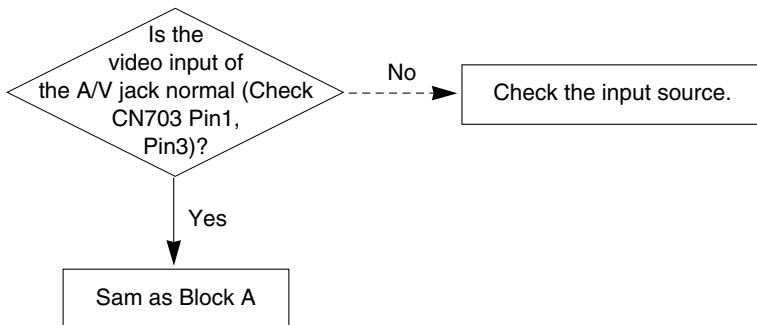 Is the
video input of
the A/V jack normal (Check
CN703 Pin1,
Pin3)?
No
Check the input source.
Yes
Sam as Block A